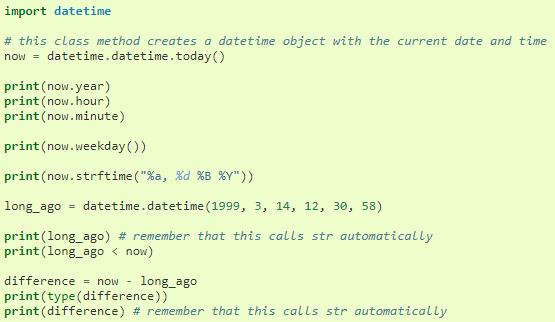 import datetime
# this class method creates a datetime object with the current date and time
now = datetime.datetime.today()
print(now.year)
print(now.hour)
print(now.minute)
print(now.weekday())
print(now.strftime("%a, %d %B %Y"))
long_ago = datetime.datetime(1999, 3, 14, 12, 30, 58)
print(long_ago) # remember that this calls str automatically
print(long_ago < now)
difference = now - long_ago
print(type(difference))
print(difference) # remember that this calls str automatically